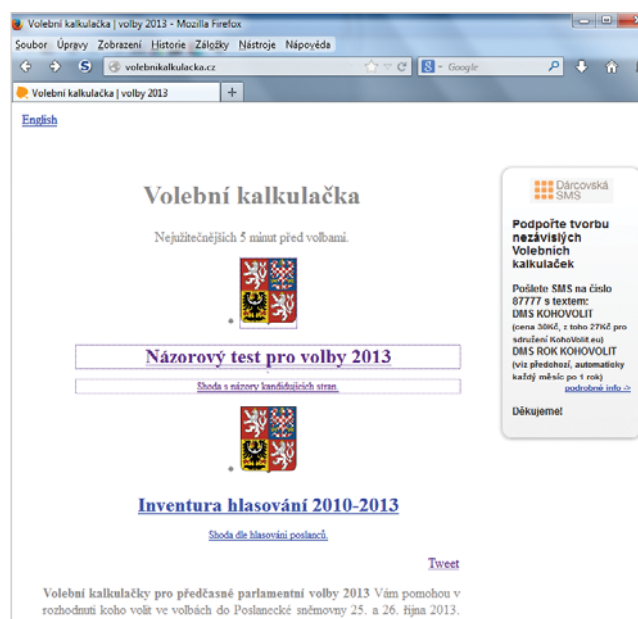 Volební kalkulačka | volby 2013 - Mozilla Firefox
Soubor Úpravy Zobrazení Historie Záložky Nástroje Nápověda
volebnikalkulacka.cz
Google
Volební kalkulačka | volby 2013
English
Volební kalkulačka
Nejužitečnějších 5 minut před volbami.
Názorový test pro volby 2013
Shoda s názory kandidujících stran.
Inventura hlasování 2010-2013
Shoda dle hlasování poslanců.
Tweet
Volební kalkulačky pro předčasné parlamentní volby 2013 Vám pomohou v
rozhodnutí koho volit ve volbách do Poslanecké sněmovny 25. a 26. října 2013.
Dárcovská
SMS
Podpořte tvorbu
nezávislých
Volebních
kalkulaček
Pošlete SMS na číslo
87777 s textem:
DMS KOHOVOLIT
(cena 30Kč, z toho 27Kč pro
sdružení KohoVolit.eu)
DMS ROK KOHOVOLIT
(viz předchozí, automaticky
každý měsíc po 1 rok)
podrobné info ->
Děkujeme!